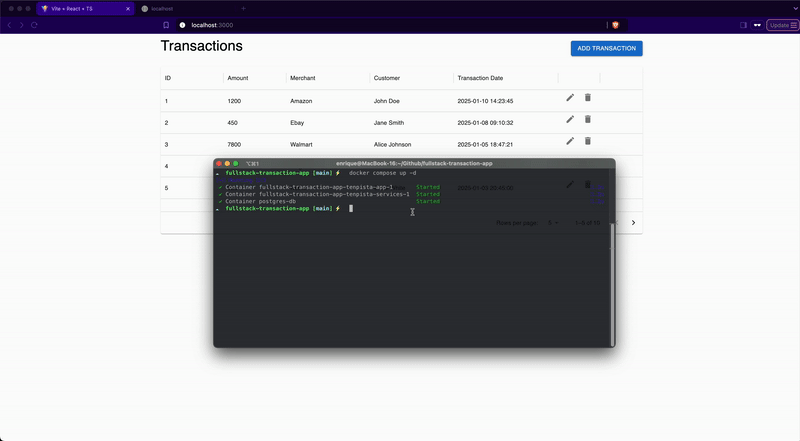 Vite + React + TS
localhost
localhost:3000
Update
Transactions
ADD TRANSACTION
ID Amount Merchant Customer Transaction Date
1 1200 Amazon John Doe 2025-01-10 14:23:45
2 450 Ebay Jane Smith 2025-01-08 09:10:32
3 7800 Walmart Alice Johnson 2025-01-05 18:47:21
4
5
Rows per page: 5
⌥⌘1
enrique@MacBook-16:~/Github/fullstack-transaction-app
fullstack-transaction-app [main] ⚡ docker compose up -d
✔ Container fullstack-transaction-app-tenpista-app-1 Started
✔ Container fullstack-transaction-app-tenpista-services-1 Started
✔ Container postgres-db Started
fullstack-transaction-app [main] ⚡